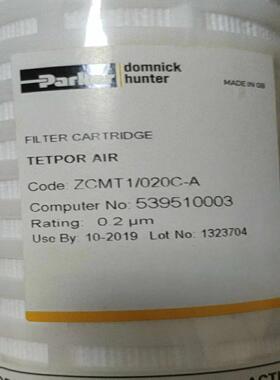 Parker
domnick
hunter
MADE IN GB
FILTER CARTRIDGE
TETPOR AIR
Code: ZCMT1/020C-A
Computer No: 539510003
Rating: 0.2 µm
Use By: 10-2019 Lot No: 1323704